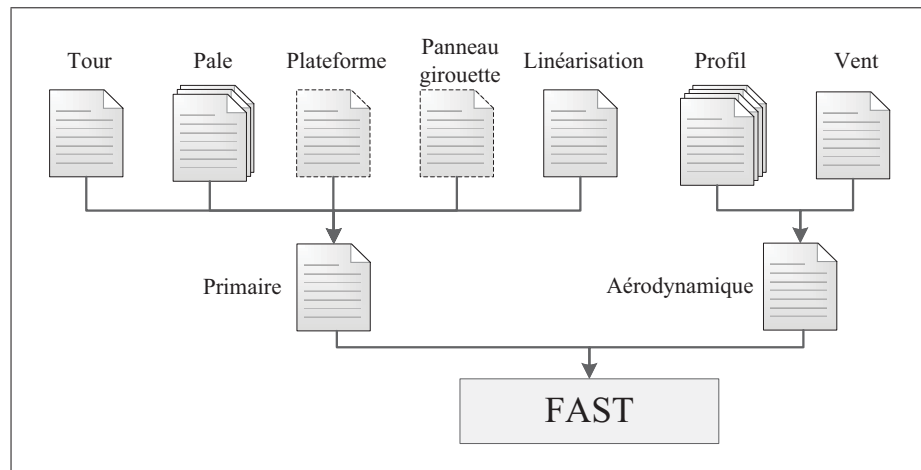 Tour
Pale
Plateforme
Panneau
girouette
Linéarisation
Profil
Vent
Primaire
Aérodynamique
FAST